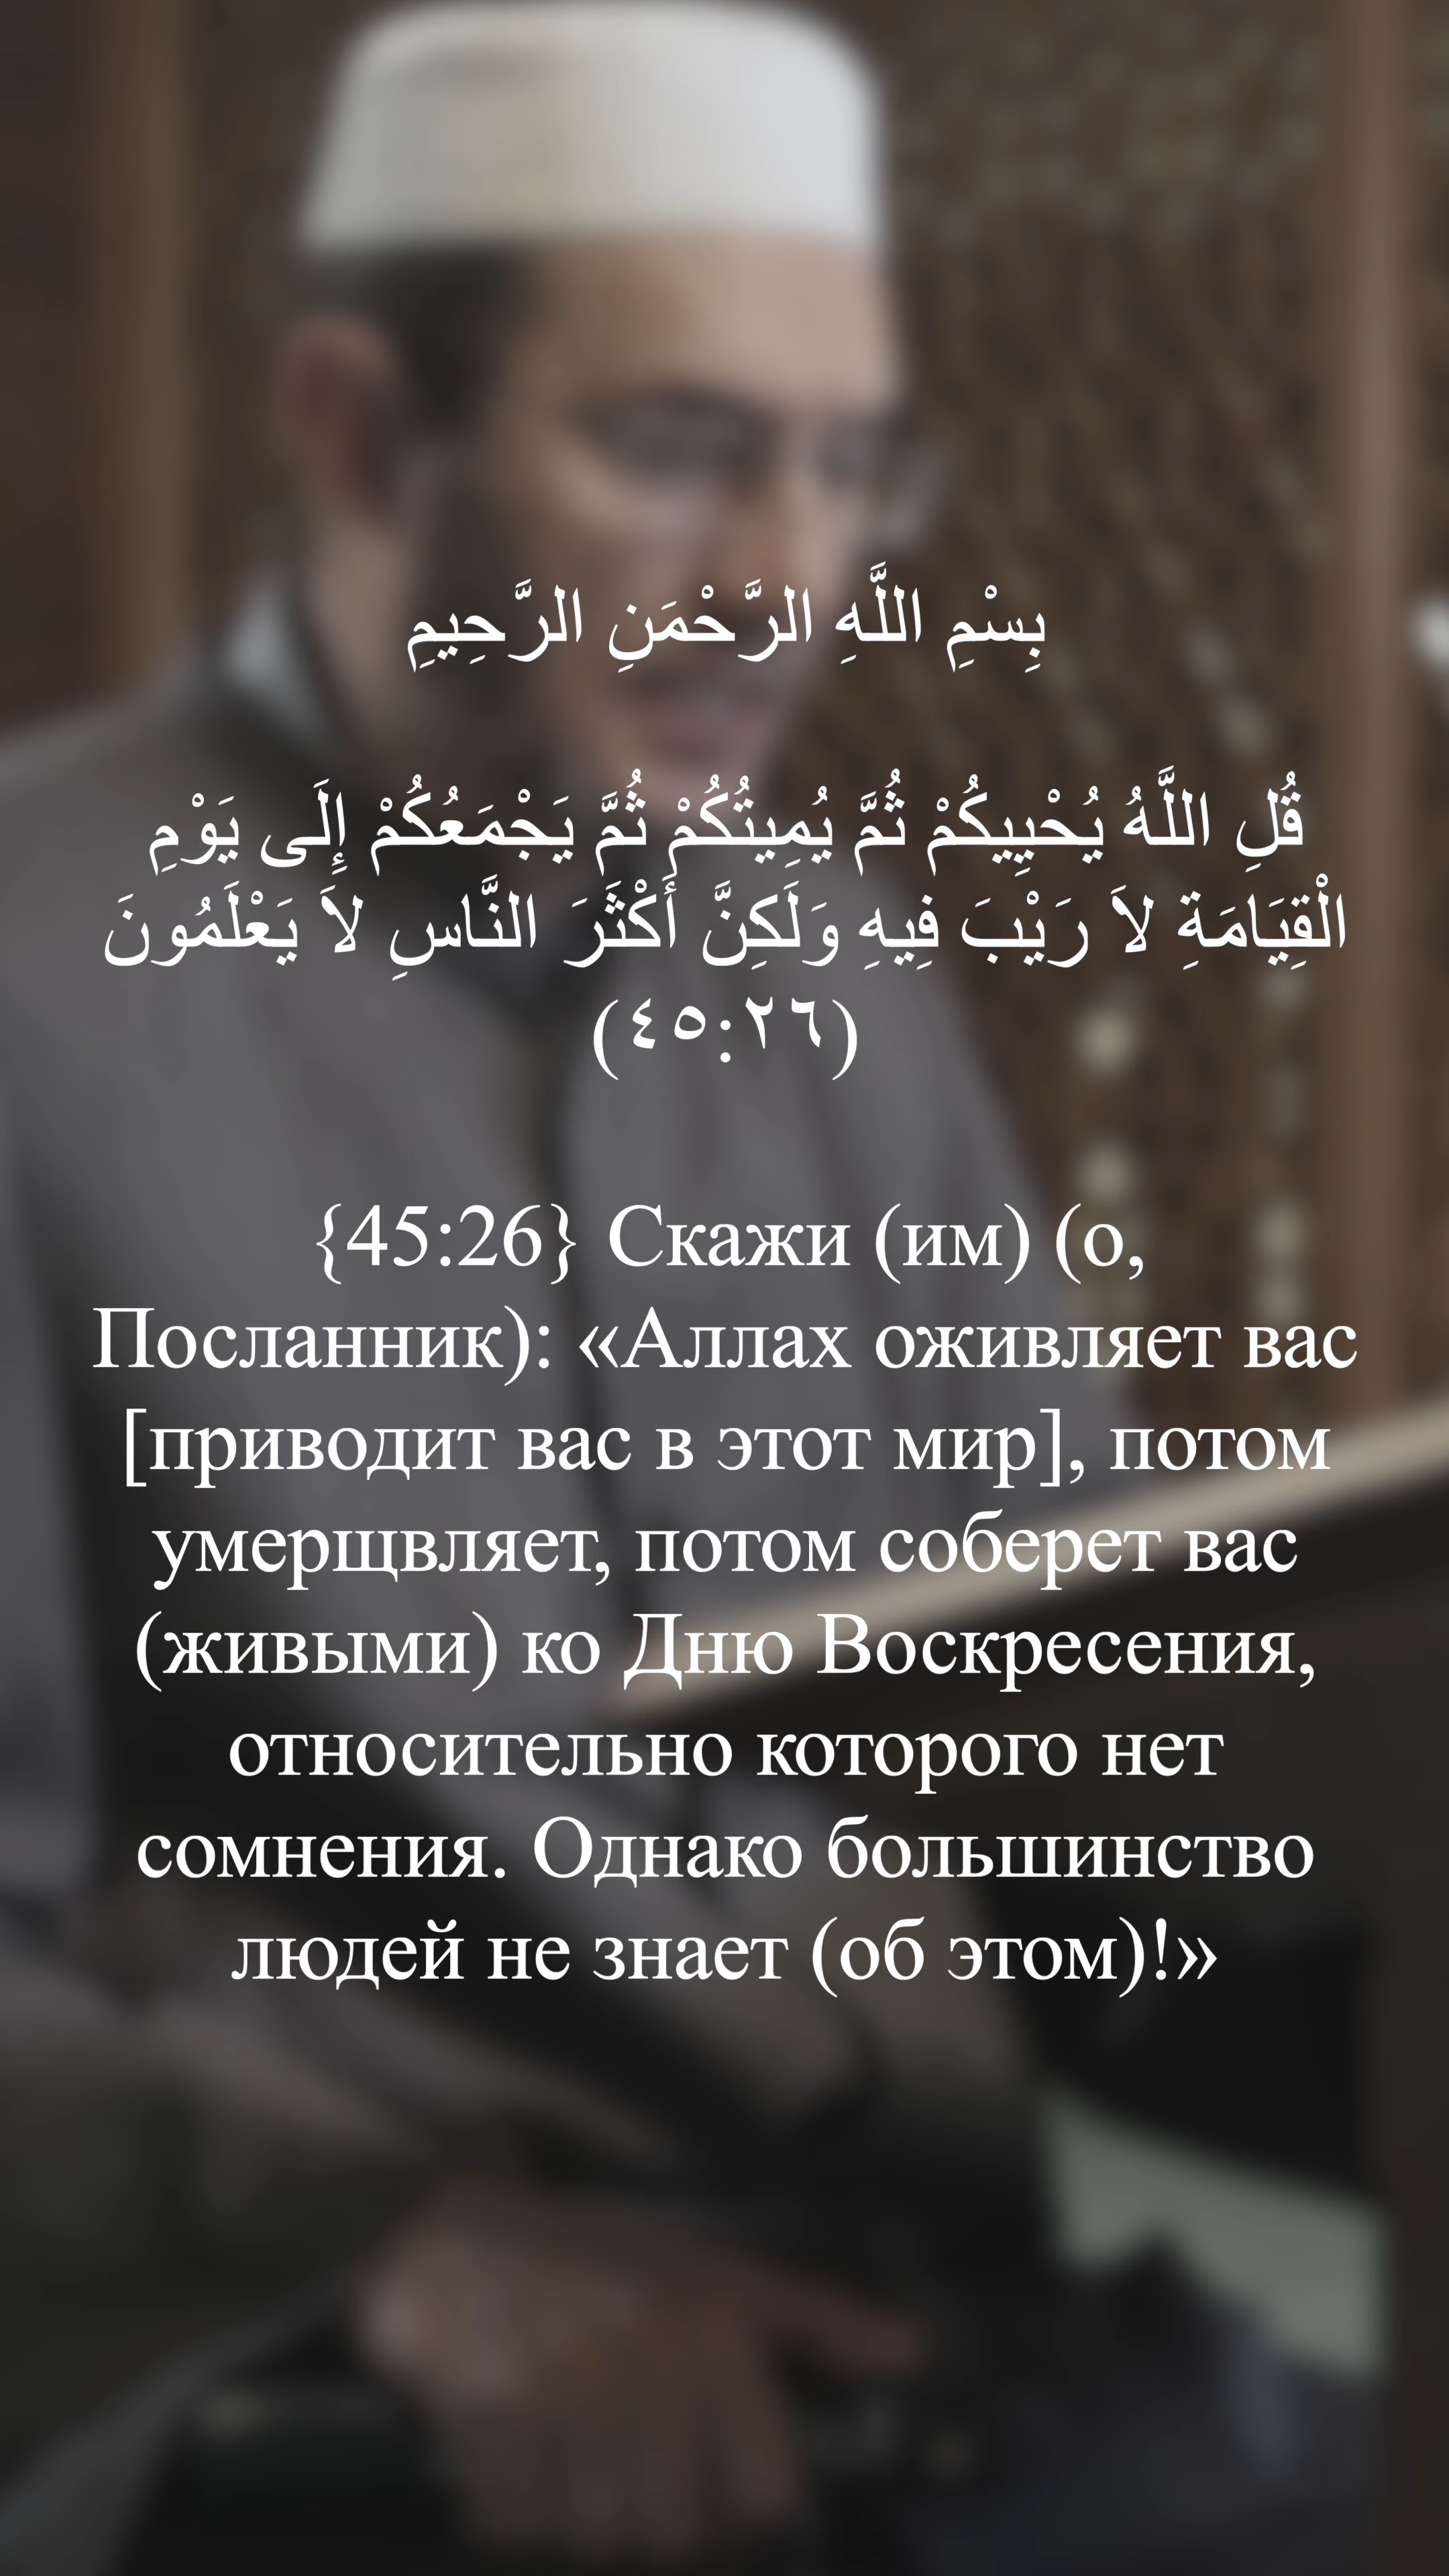 بِسْمِ اللَّهِ الرَّحْمَنِ الرَّحِيمِ
قُلِ اللَّهُ يُحْيِيكُمْ ثُمَّ يُمِيتُكُمْ ثُمَّ يَجْمَعُكُمْ إِلَى يَوْمِ
الْقِيَامَةِ لاَ رَيْبَ فِيهِ وَلَكِنَّ أَكْثَرَ النَّاسِ لاَ يَعْلَمُونَ
(٤٥:٢٦)
{45:26} Скажи (им) (о,
Посланник): «Аллах оживляет вас
[приводит вас в этот мир], потом
умерщвляет, потом соберет вас
(живыми) ко Дню Воскресения,
относительно которого нет
сомнения. Однако большинство
людей не знает (об этом)!»